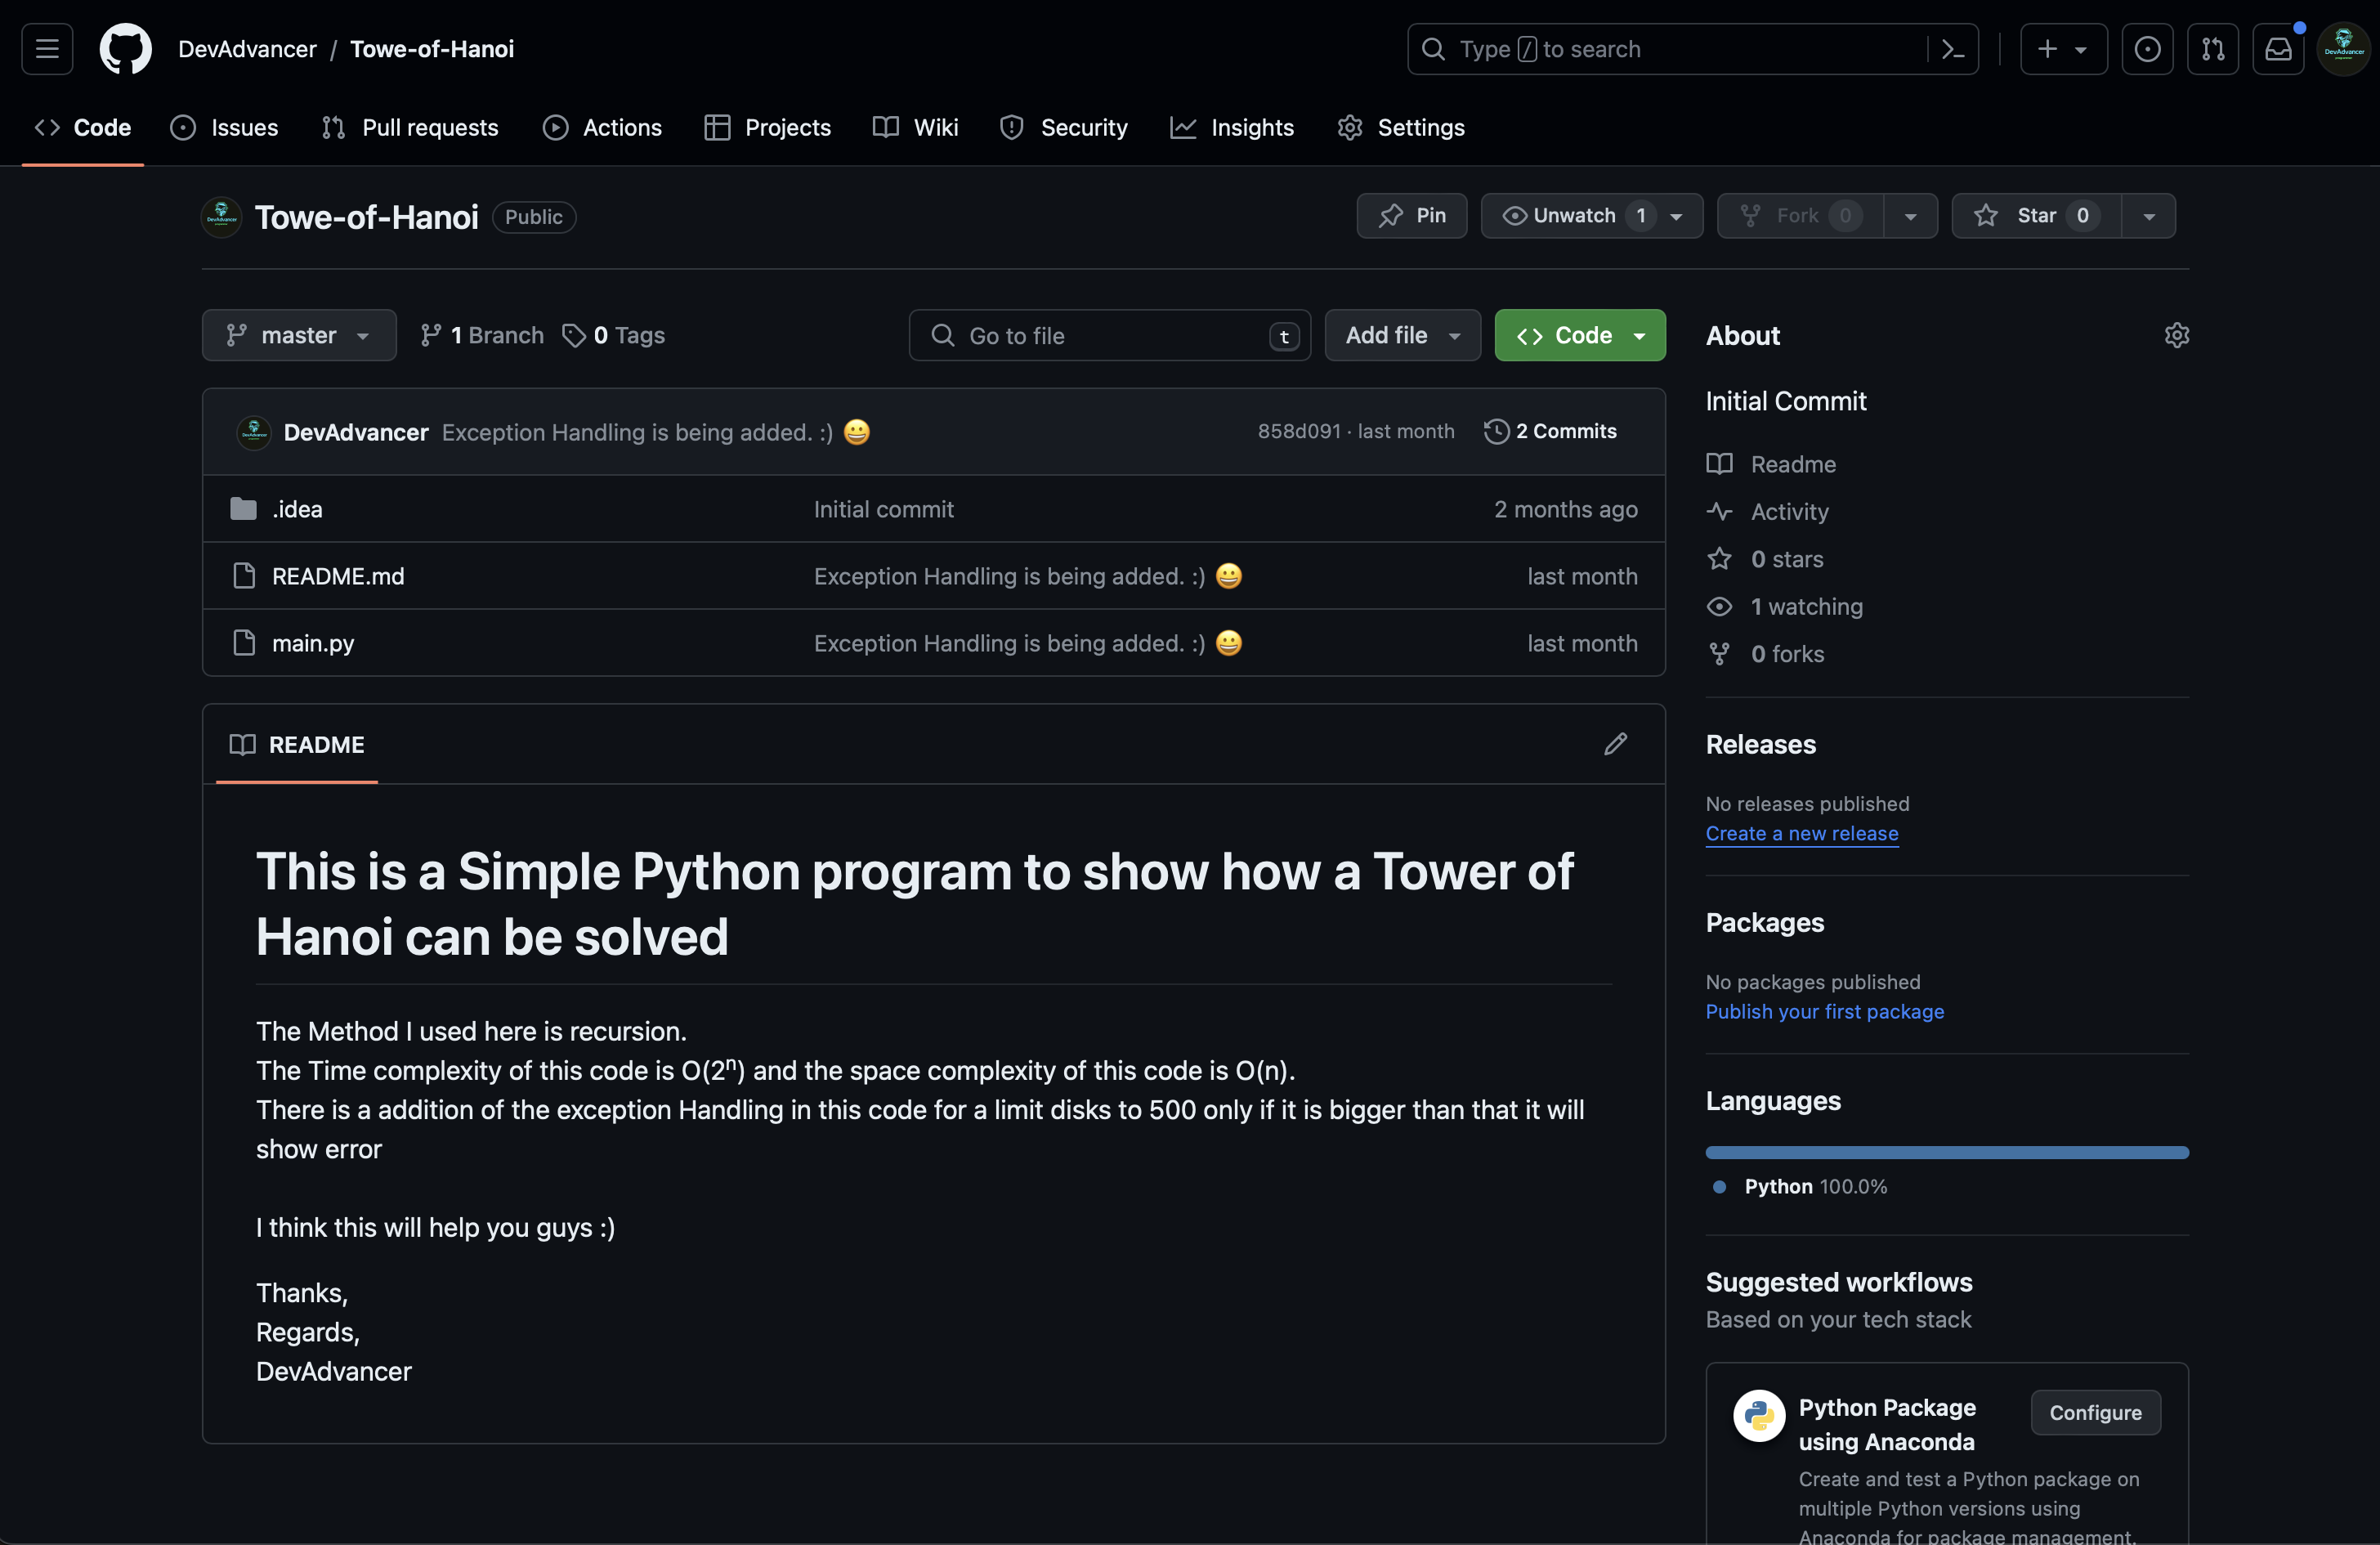 DevAdvancer / Towe-of-Hanoi
Type / to search
Code
Issues
Pull requests
Actions
Projects
Wiki
Security
Insights
Settings
DevAdvancer
Towe-of-Hanoi Public
Pin
Unwatch 1
Fork 0
Star 0
master
1 Branch
0 Tags
Go to file t
Add file
Code
DevAdvancer Exception Handling is being added. :) 😀 858d091 · last month 2 Commits
.idea Initial commit 2 months ago
README.md Exception Handling is being added. :) 😀 last month
main.py Exception Handling is being added. :) 😀 last month
README
This is a Simple Python program to show how a Tower of
Hanoi can be solved
The Method I used here is recursion.
The Time complexity of this code is O(2ⁿ) and the space complexity of this code is O(n).
There is a addition of the exception Handling in this code for a limit disks to 500 only if it is bigger than that it will
show error
I think this will help you guys :)
Thanks,
Regards,
DevAdvancer
About
Initial Commit
Readme
Activity
0 stars
1 watching
0 forks
Releases
No releases published
Create a new release
Packages
No packages published
Publish your first package
Languages
Python 100.0%
Suggested workflows
Based on your tech stack
Python Package
using Anaconda
Configure
Create and test a Python package on
multiple Python versions using
Anaconda for package management.